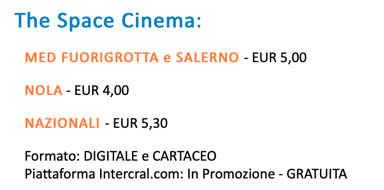 The Space Cinema:
MED FUORIGROTTA e SALERNO - EUR 5,00
NOLA - EUR 4,00
NAZIONALI - EUR 5,30
Formato: DIGITALE e CARTACEO
Piattaforma Intercral.com: In Promozione - GRATUITA